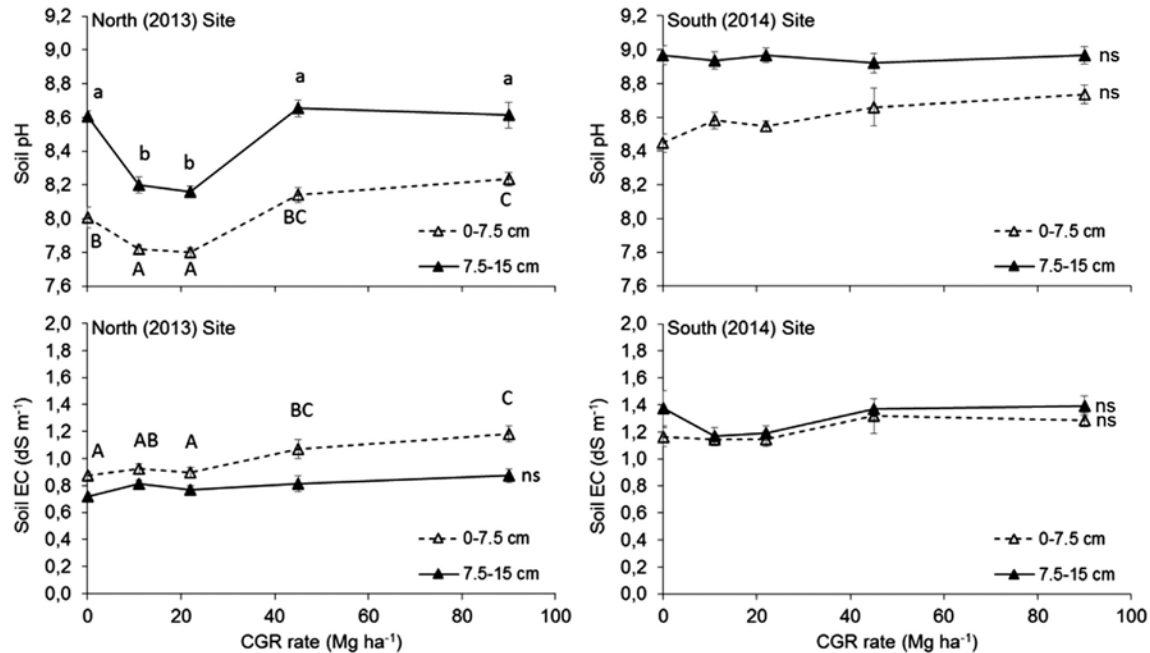 North (2013) Site
9,2
9,0
8,8
8,6
8,4
8,2
8,0
7,8
7,6
Soil pH
a
b
b
a
a
B
A
A
BC
C
0-7.5 cm
7.5-15 cm
South (2014) Site
9,2
9,0
8,8
8,6
8,4
8,2
8,0
7,8
7,6
Soil pH
ns
ns
0-7.5 cm
7.5-15 cm
0
20
40
60
80
100
North (2013) Site
2,0
1,8
1,6
1,4
1,2
1,0
0,8
0,6
0,4
0,2
0,0
Soil EC (dS m⁻¹)
A
AB
A
BC
C
ns
0-7.5 cm
7.5-15 cm
0
20
40
60
80
100
CGR rate (Mg ha⁻¹)
South (2014) Site
2,0
1,8
1,6
1,4
1,2
1,0
0,8
0,6
0,4
0,2
0,0
Soil EC (dS m⁻¹)
ns
ns
0-7.5 cm
7.5-15 cm
0
20
40
60
80
100
CGR rate (Mg ha⁻¹)